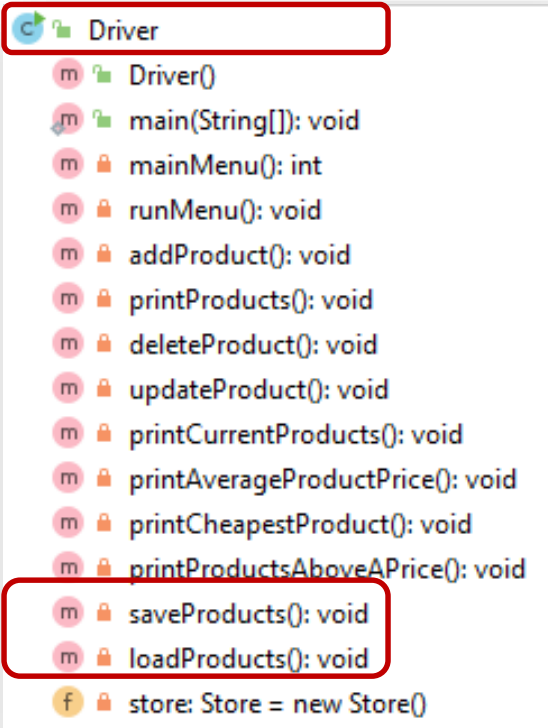 Driver
Driver()
main(String[]): void
mainMenu(): int
runMenu(): void
addProduct(): void
printProducts(): void
deleteProduct(): void
updateProduct(): void
printCurrentProducts(): void
printAverageProductPrice(): void
printCheapestProduct(): void
printProductsAboveAPrice(): void
saveProducts(): void
loadProducts(): void
store: Store = new Store()